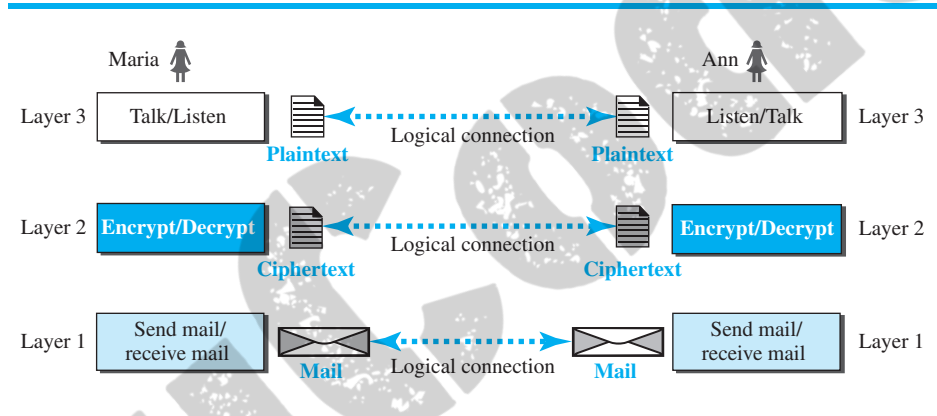 Maria Ann
Layer 3 Talk/Listen Listen/Talk Layer 3
Logical connection
Plaintext Plaintext
Layer 2 Encrypt/Decrypt Encrypt/Decrypt Layer 2
Logical connection
Ciphertext Ciphertext
Layer 1 Send mail/ receive mail Send mail/ receive mail Layer 1
Logical connection
Mail Mail